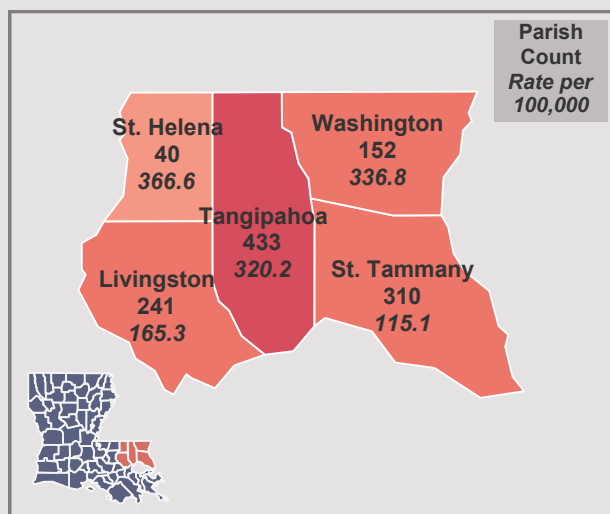 Parish
Count
Rate per
100,000
St. Helena
40
366.6
Washington
152
336.8
Tangipahoa
433
320.2
Livingston
241
165.3
St. Tammany
310
115.1